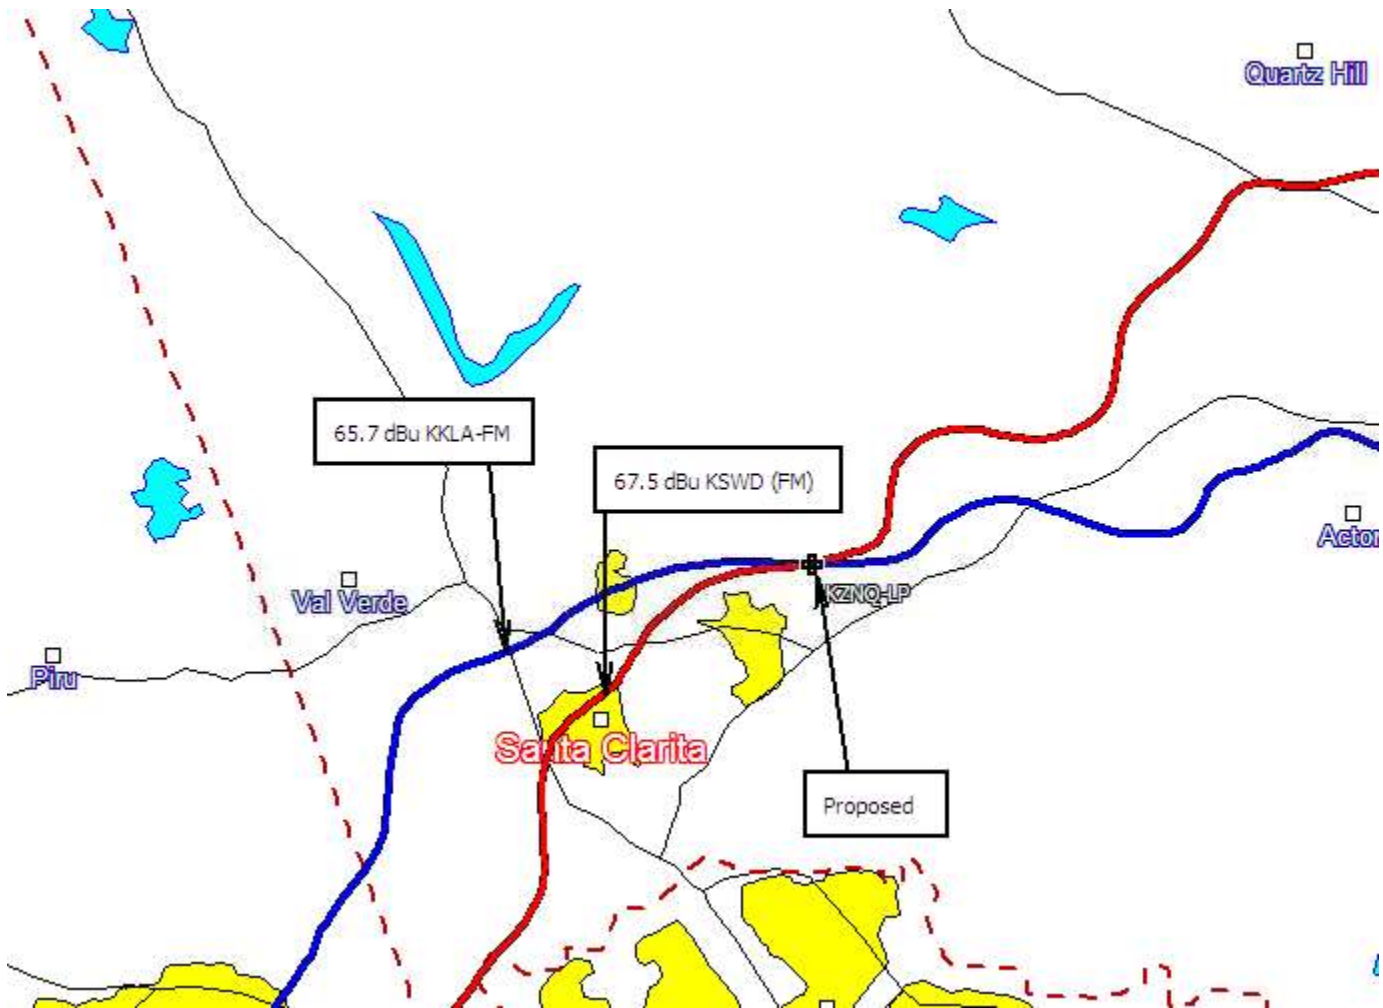 Quartz Hill
65.7 dBu KKLA-FM
67.5 dBu KSWD (FM)
Acton
Val Verde
KZNQ-LP
Piru
Santa Clarita
Proposed